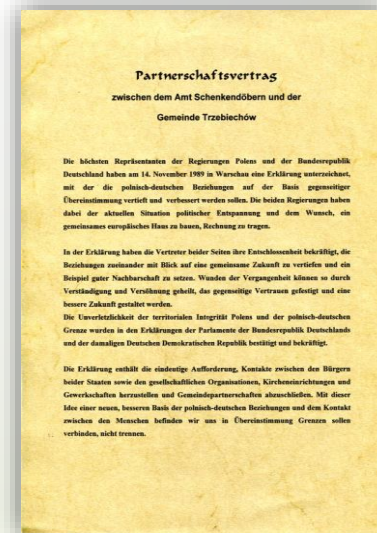 Partnerschaftsvertrag
zwischen dem Amt Schenkendöbern und der
Gemeinde Trzebiechów
Die höchsten Repräsentanten der Regierungen Polens und der Bundesrepublik
Deutschland haben am 14. November 1989 in Warschau eine Erklärung unterzeichnet,
mit der die polnisch-deutschen Beziehungen auf der Basis gegenseitiger
Übereinstimmung vertieft und verbessert werden sollen. Die beiden Regierungen haben
dabei der aktuellen Situation politischer Entspannung und dem Wunsch, ein
gemeinsames europäisches Haus zu bauen, Rechnung zu tragen.
In der Erklärung haben die Vertreter beider Seiten ihre Entschlossenheit bekräftigt, die
Beziehungen zueinander mit Blick auf eine gemeinsame Zukunft zu vertiefen und ein
Beispiel guter Nachbarschaft zu setzen. Wunden der Vergangenheit können so durch
Verständigung und Versöhnung geheilt, das gegenseitige Vertrauen gefestigt und eine
bessere Zukunft gestaltet werden.
Die Unverletzlichkeit der territorialen Integrität Polens und der polnisch-deutschen
Grenze wurden in den Erklärungen der Parlamente der Bundesrepublik Deutschlands
und der damaligen Deutschen Demokratischen Republik bestätigt und bekräftigt.
Die Erklärung enthält die eindeutige Aufforderung, Kontakte zwischen den Bürgern
beider Staaten sowie den gesellschaftlichen Organisationen, Kircheneinrichtungen und
Gewerkschaften herzustellen und Gemeindepartnerschaften abzuschließen. Mit dieser
Idee einer neuen, besseren Basis der polnisch-deutschen Beziehungen und dem Kontakt
zwischen den Menschen befinden wir uns in Übereinstimmung Grenzen sollen
verbinden, nicht trennen.